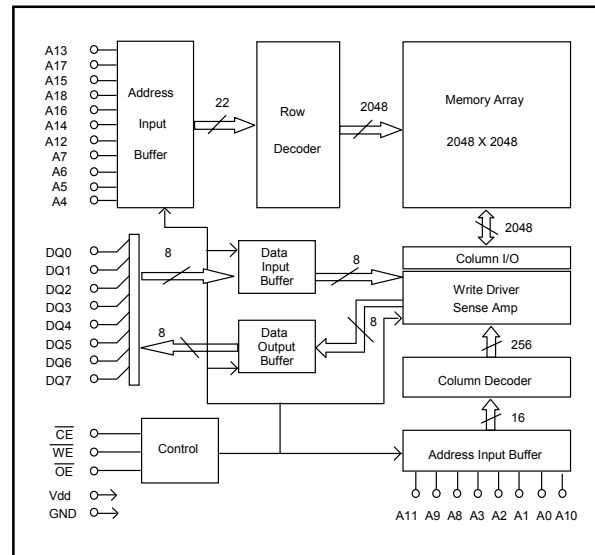 A13
A17
A15
A18
A16
A14
A12
A7
A6
A5
A4
Address
Input
Buffer
22
Row
Decoder
2048
Memory Array
2048 X 2048
2048
Column I/O
Write Driver
Sense Amp
256
Column Decoder
16
Address Input Buffer
A11 A9 A8 A3 A2 A1 A0 A10
DQ0
DQ1
DQ2
DQ3
DQ4
DQ5
DQ6
DQ7
8
Data
Input
Buffer
8
8
Data
Output
Buffer
8
CE
WE
OE
Control
Vdd
GND